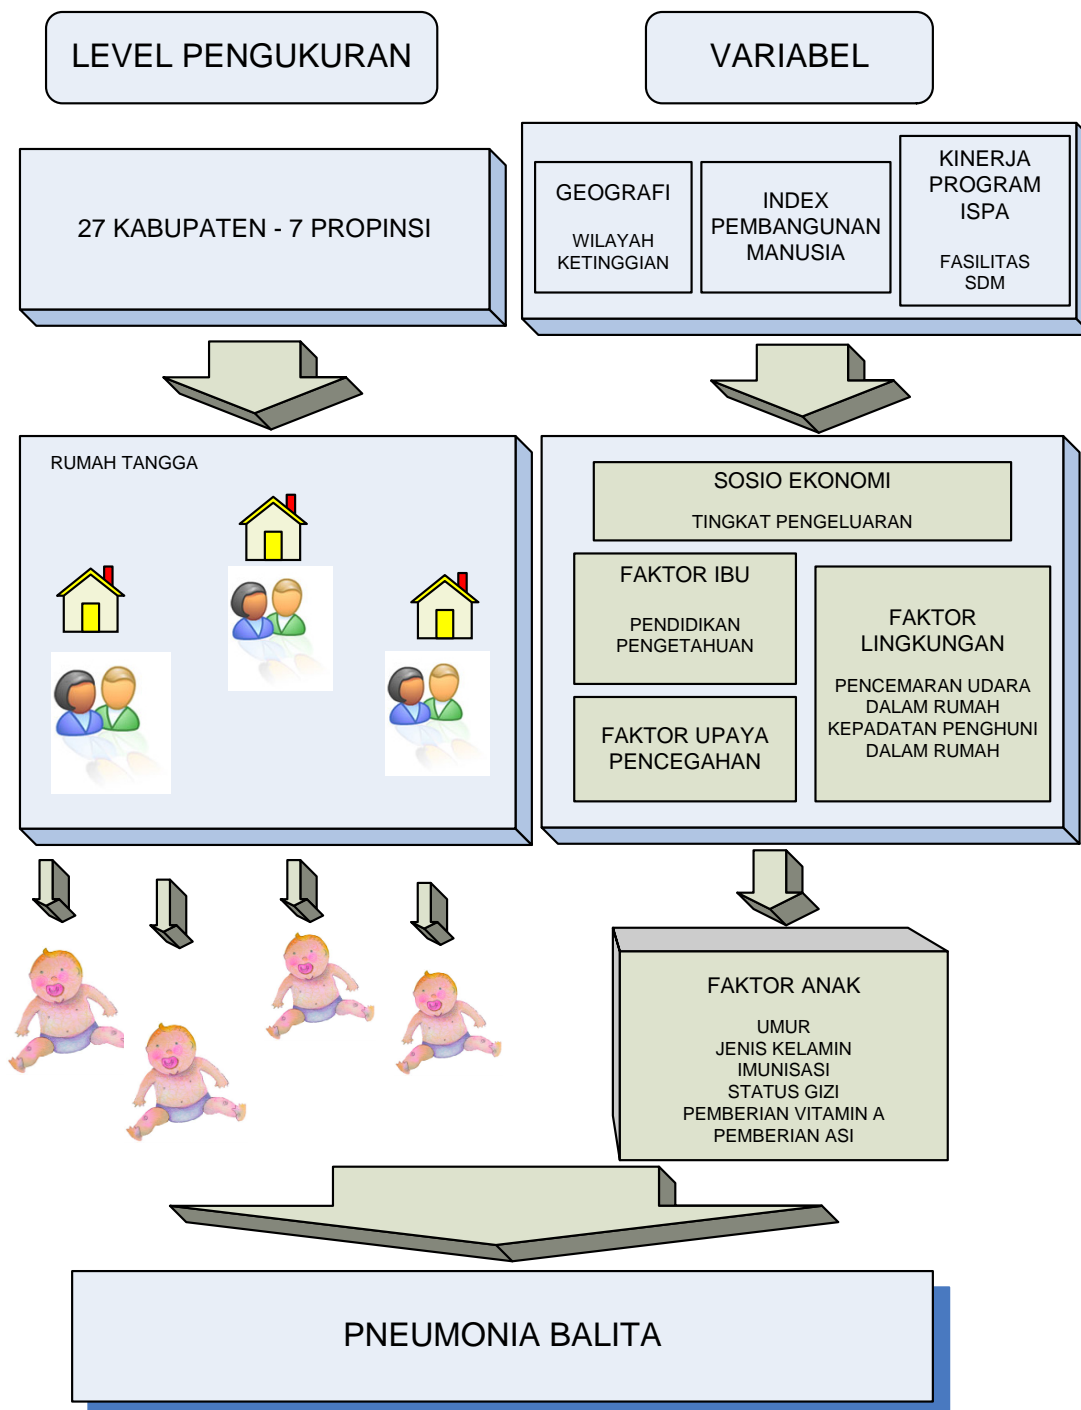 LEVEL PENGUKURAN
VARIABEL
27 KABUPATEN - 7 PROPINSI
GEOGRAFI
WILAYAH
KETINGGIAN
INDEX
PEMBANGUNAN
MANUSIA
KINERJA
PROGRAM
ISPA
FASILITAS
SDM
RUMAH TANGGA
SOSIO EKONOMI
TINGKAT PENGELUARAN
FAKTOR IBU
PENDIDIKAN
PENGETAHUAN
FAKTOR UPAYA
PENCEGAHAN
FAKTOR
LINGKUNGAN
PENCEMARAN UDARA
DALAM RUMAH
KEPADATAN PENGHUNI
DALAM RUMAH
FAKTOR ANAK
UMUR
JENIS KELAMIN
IMUNISASI
STATUS GIZI
PEMBERIAN VITAMIN A
PEMBERIAN ASI
PNEUMONIA BALITA